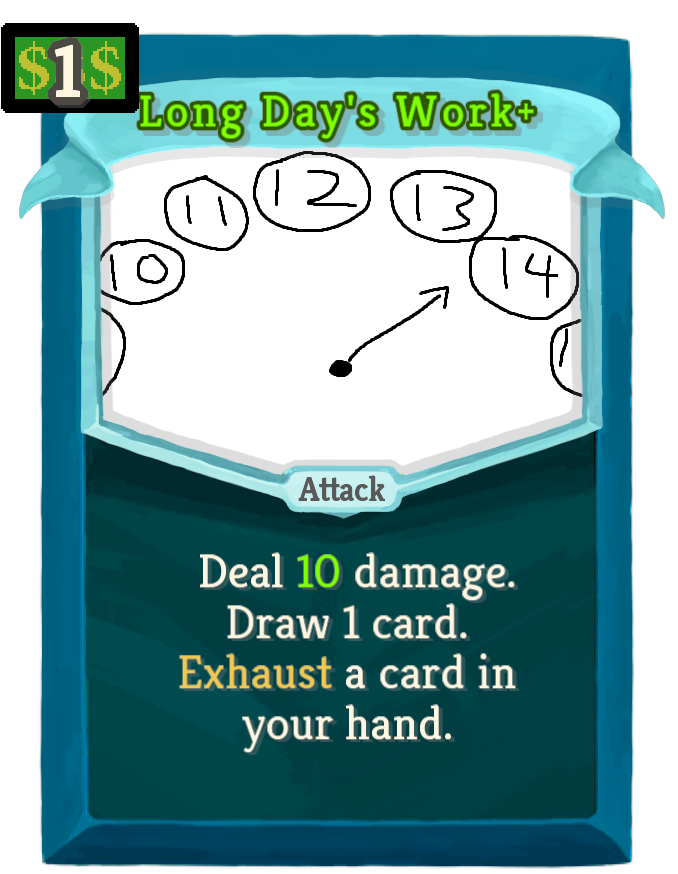 $1$
Long Day's Work+
12
11
13
10
14
1
Attack
Deal 10 damage.
Draw 1 card.
Exhaust a card in
your hand.